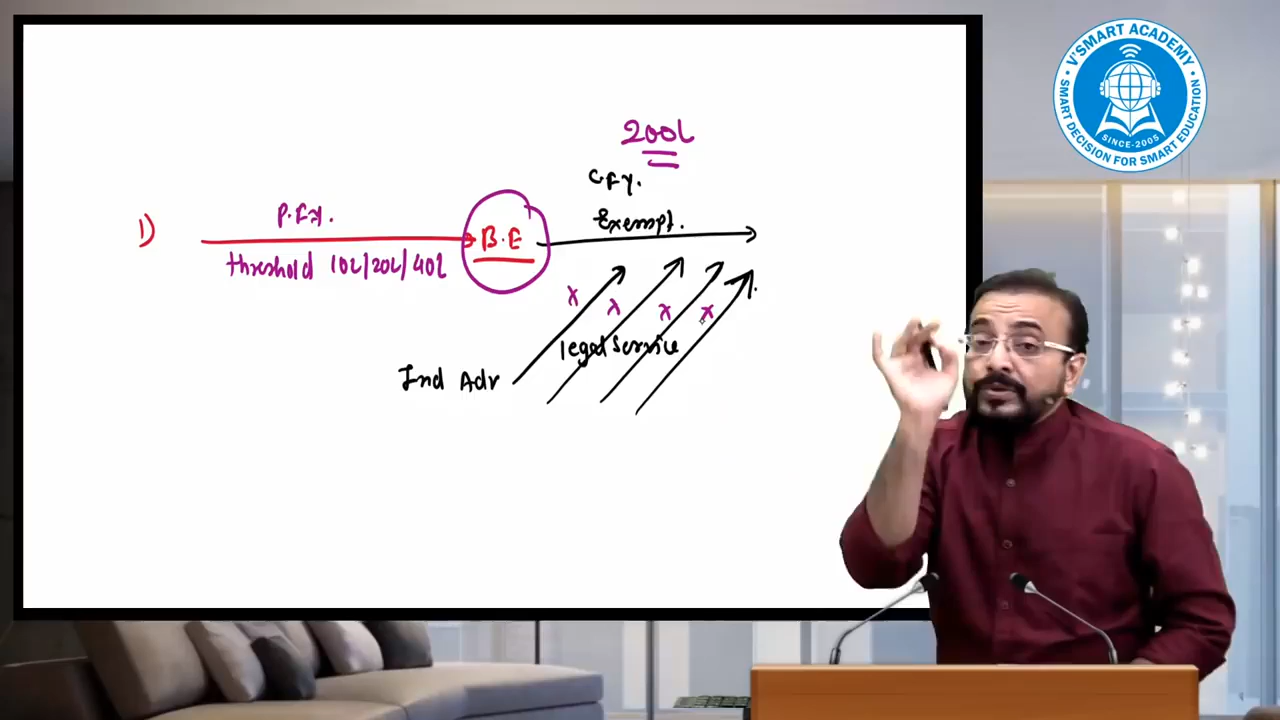 200L
C.F.Y.
1)
P.F.Y.
B.E
Exempt.
threshold 10L/20L/40L
x x x x
legal Service
Ind Adv
V'SMART ACADEMY
SINCE-2005
SMART DECISION FOR SMART EDUCATION